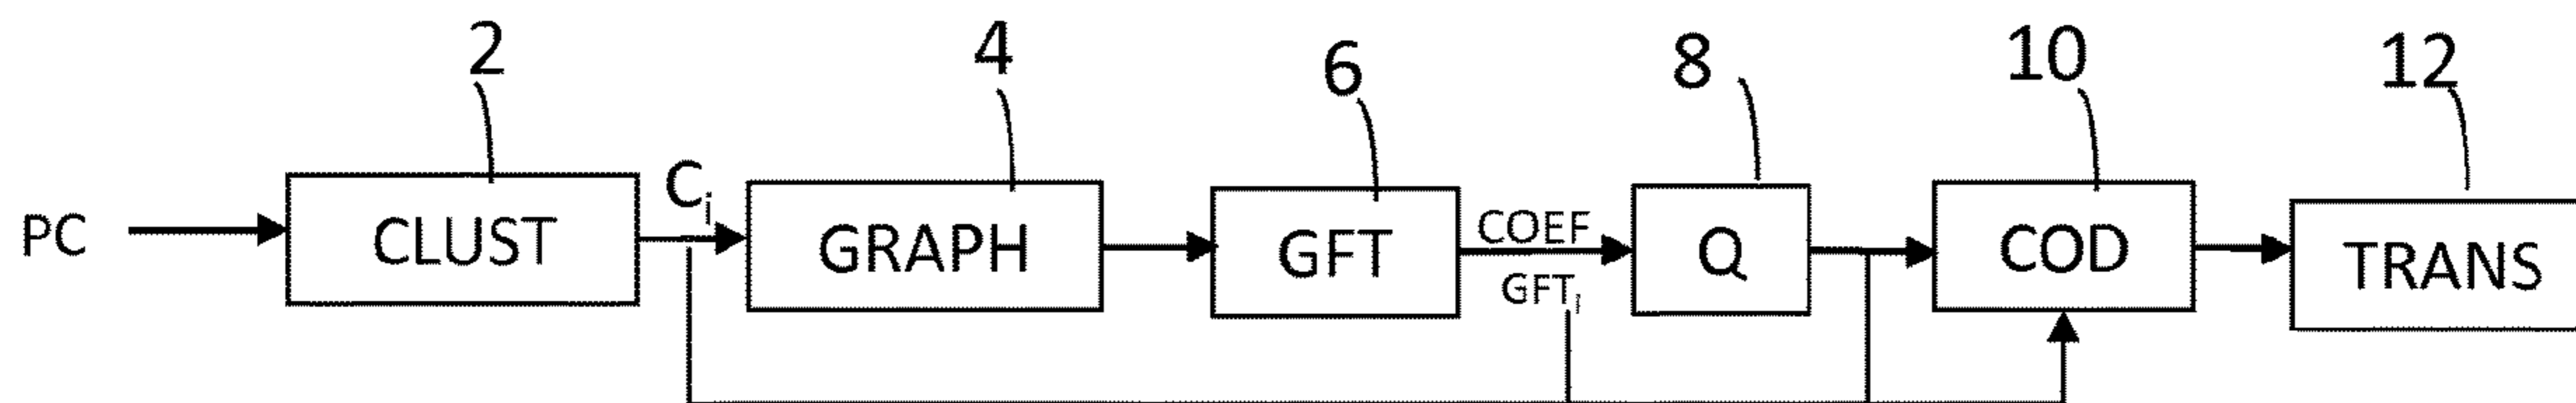 2 4 6 8 10 12
PC CLUST Ci GRAPH GFT COEF Q COD TRANS
GFTi